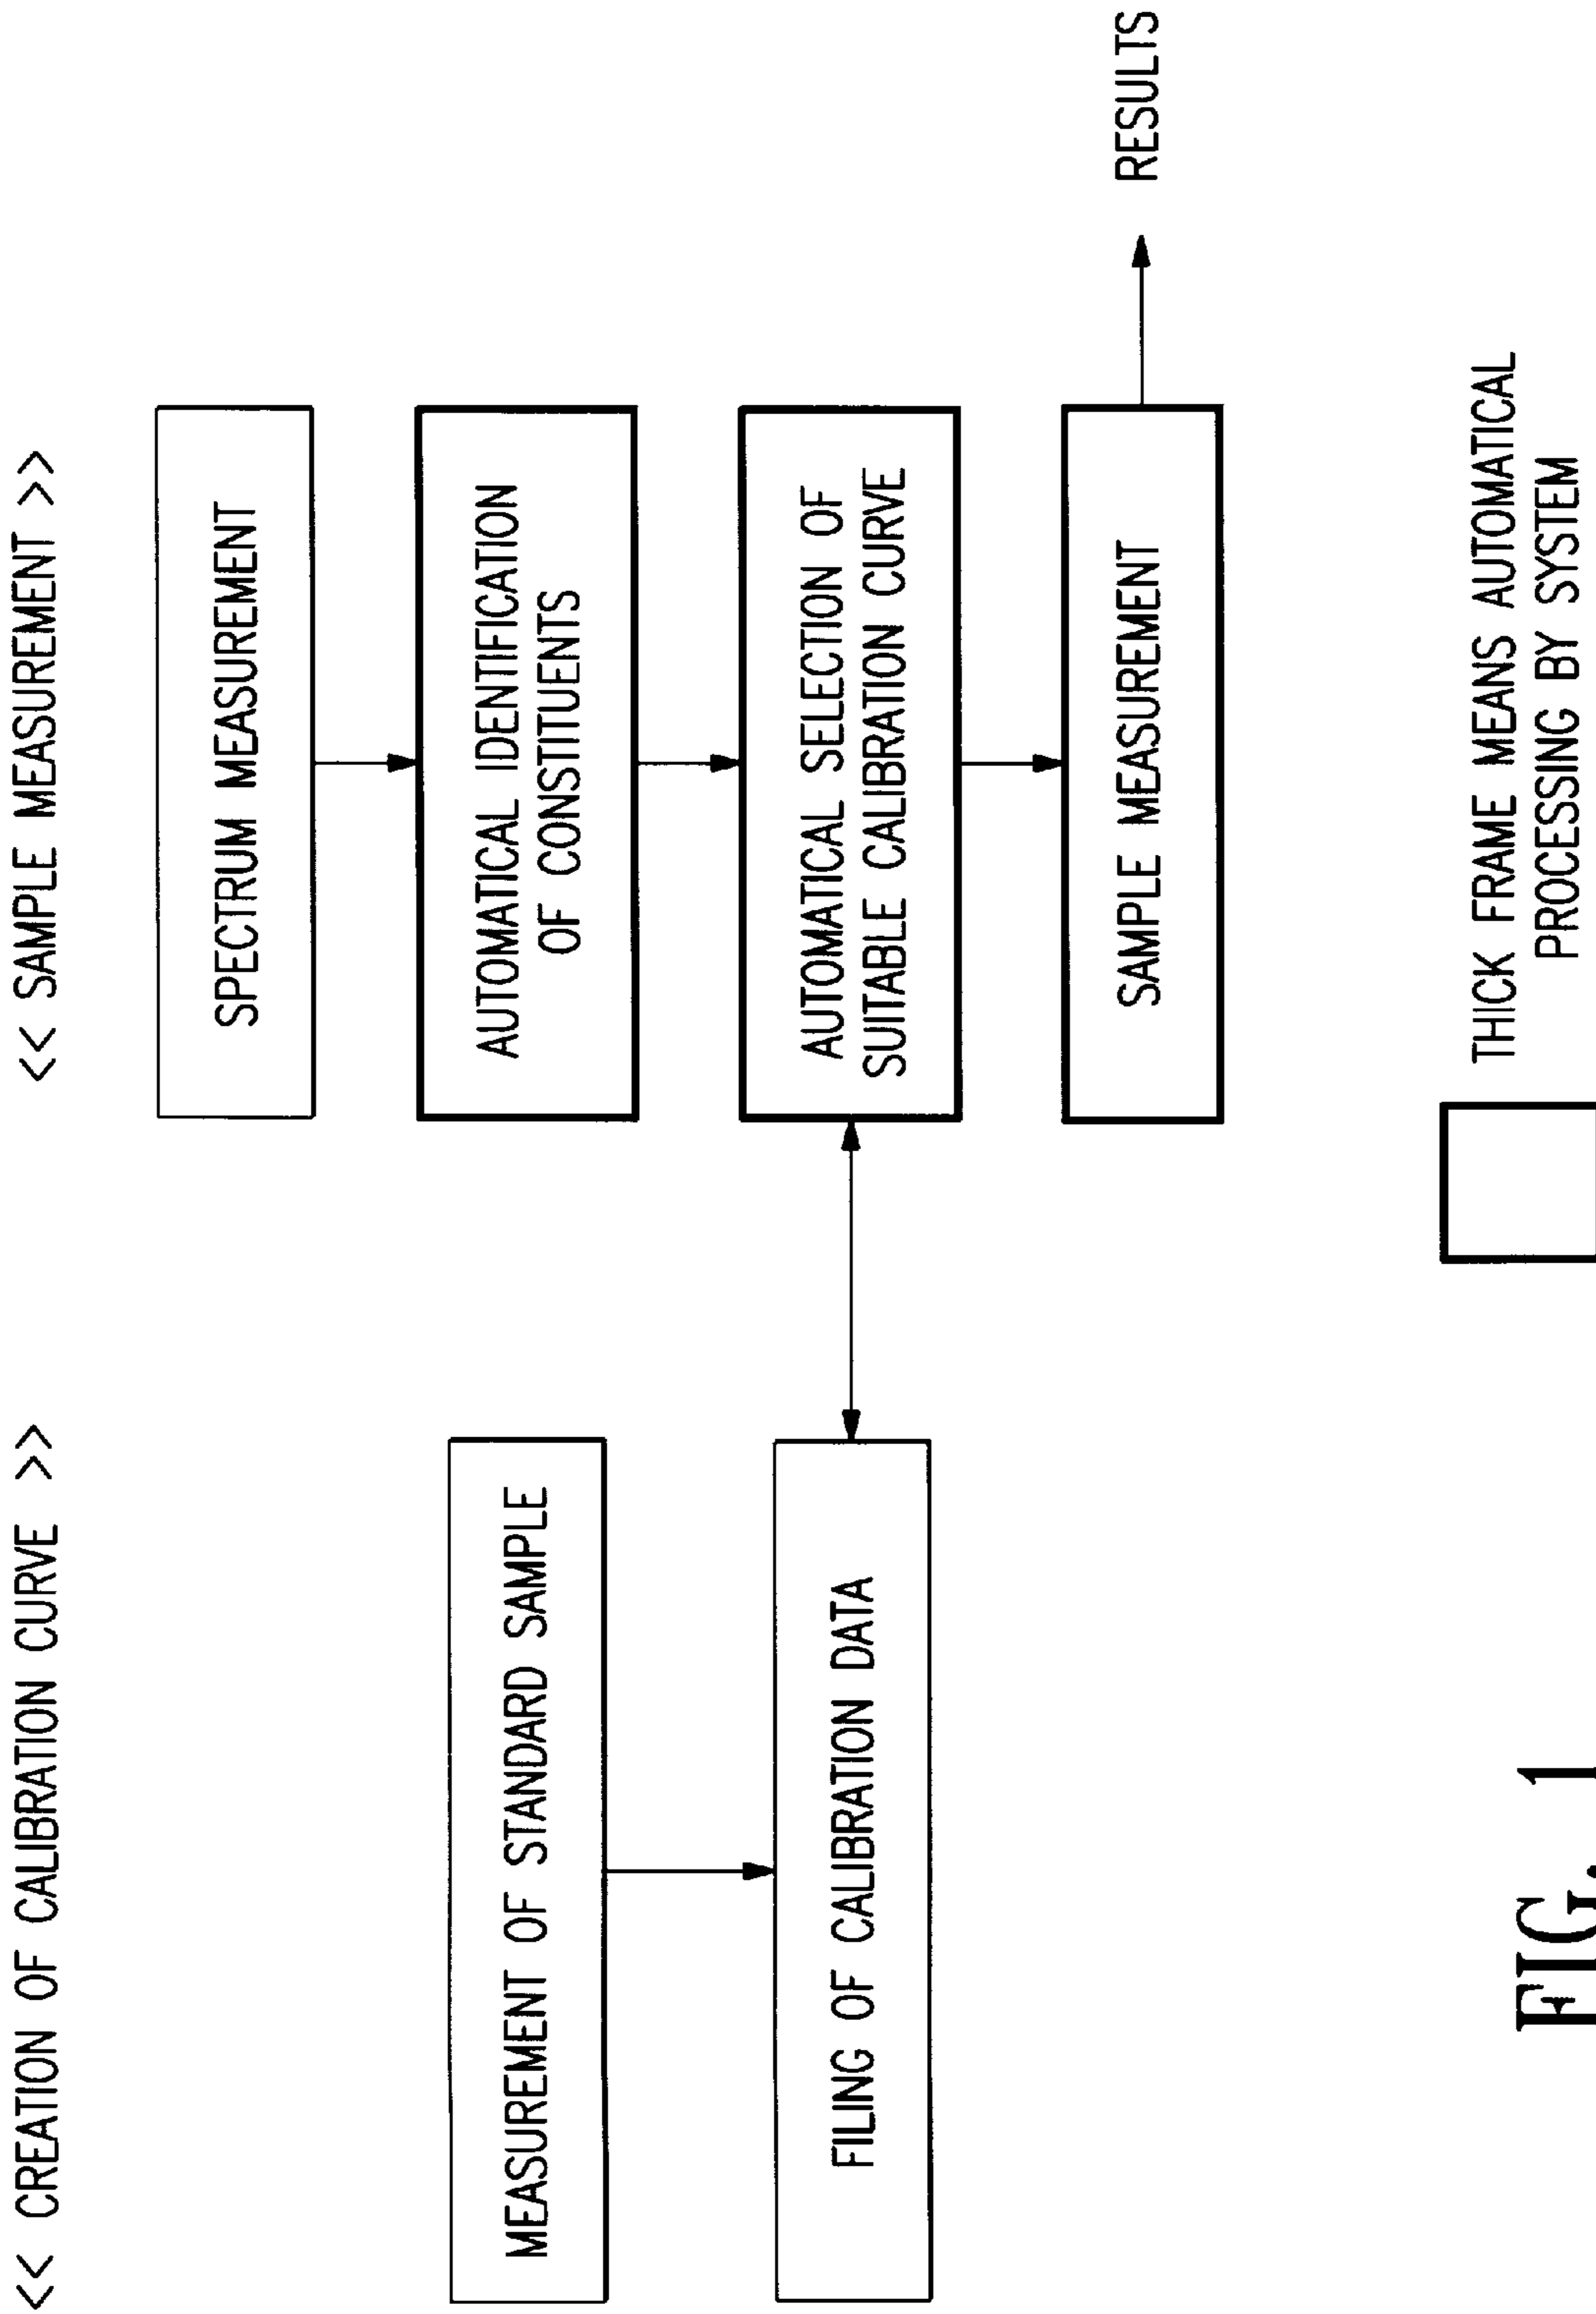 << CREATION OF CALIBRATION CURVE >>
MEASUREMENT OF STANDARD SAMPLE
FILING OF CALIBRATION DATA
<< SAMPLE MEASUREMENT >>
SPECTRUM MEASUREMENT
AUTOMATICAL IDENTIFICATION
OF CONSTITUENTS
AUTOMATICAL SELECTION OF
SUITABLE CALIBRATION CURVE
SAMPLE MEASUREMENT
RESULTS
THICK FRAME MEANS AUTOMATICAL
PROCESSING BY SYSTEM
FIG. 1